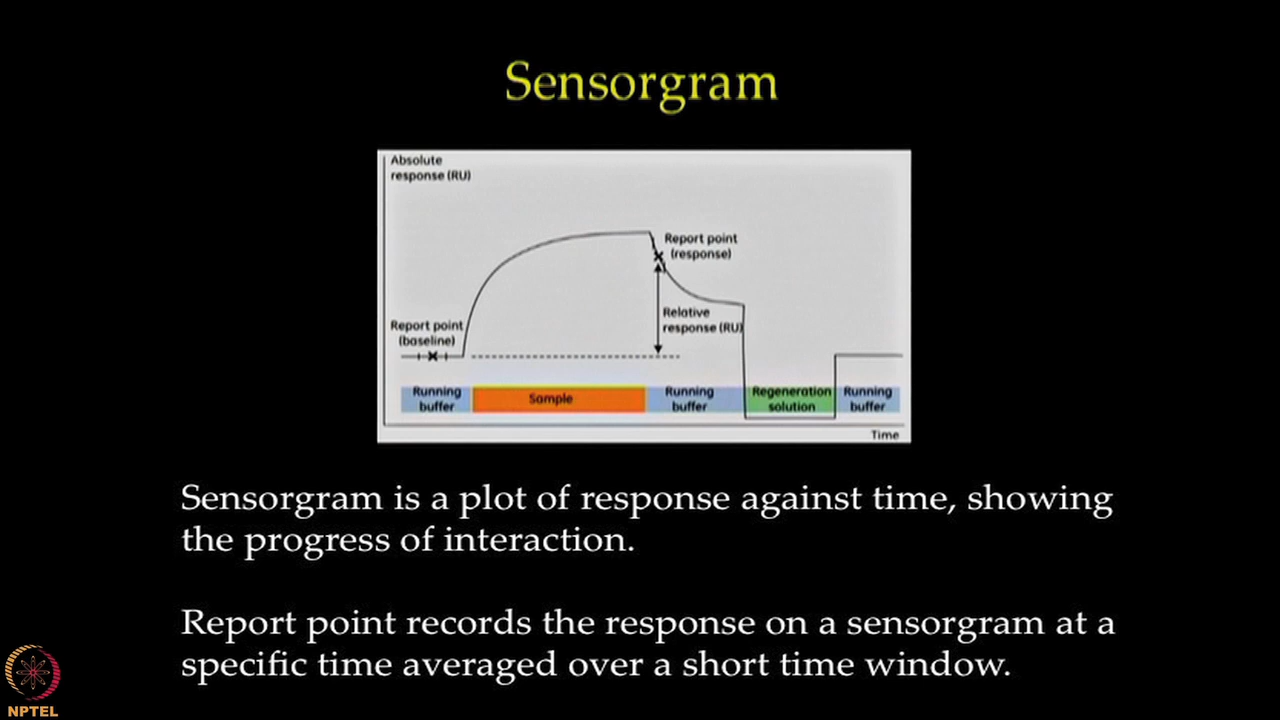 Sensorgram
Absolute
response (RU)
Report point
(response)
Relative
response (RU)
Report point
(baseline)
Running
buffer
Sample
Running
buffer
Regeneration
solution
Running
buffer
Time
Sensorgram is a plot of response against time, showing
the progress of interaction.
Report point records the response on a sensorgram at a
specific time averaged over a short time window.
NPTEL